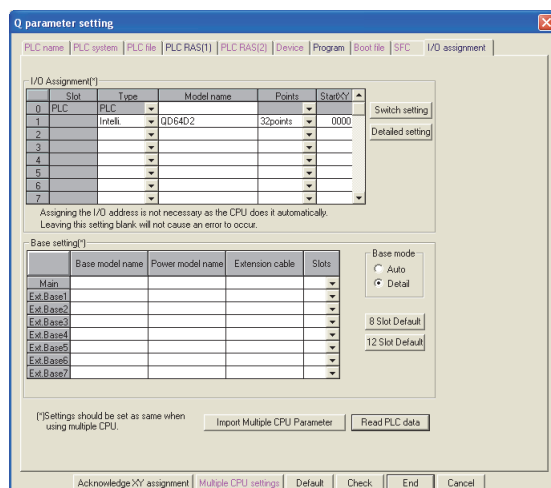 Q parameter setting
PLC name PLC system PLC file PLC RAS(1) PLC RAS(2) Device Program Boot file SFC I/O assignment
I/O Assignment(*)
Slot Type Model name Points StartXY
0 PLC PLC
1 Intelli. QD64D2 32points 0000
2
3
4
5
6
7
Switch setting
Detailed setting
Assigning the I/O address is not necessary as the CPU does it automatically.
Leaving this setting blank will not cause an error to occur.
Base setting(*)
Base model name Power model name Extension cable Slots
Main
Ext.Base1
Ext.Base2
Ext.Base3
Ext.Base4
Ext.Base5
Ext.Base6
Ext.Base7
Base mode
Auto
Detail
8 Slot Default
12 Slot Default
(*)Settings should be set as same when
using multiple CPU.
Import Multiple CPU Parameter Read PLC data
Acknowledge XY assignment Multiple CPU settings Default Check End Cancel